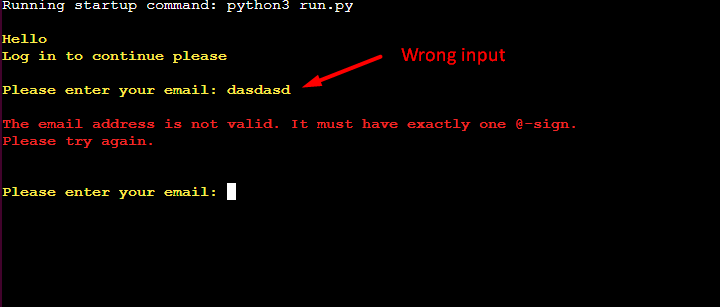 Running startup command: python3 run.py
Hello
Log in to continue please
Wrong input
Please enter your email: dasdasd
The email address is not valid. It must have exactly one @-sign.
Please try again.
Please enter your email: